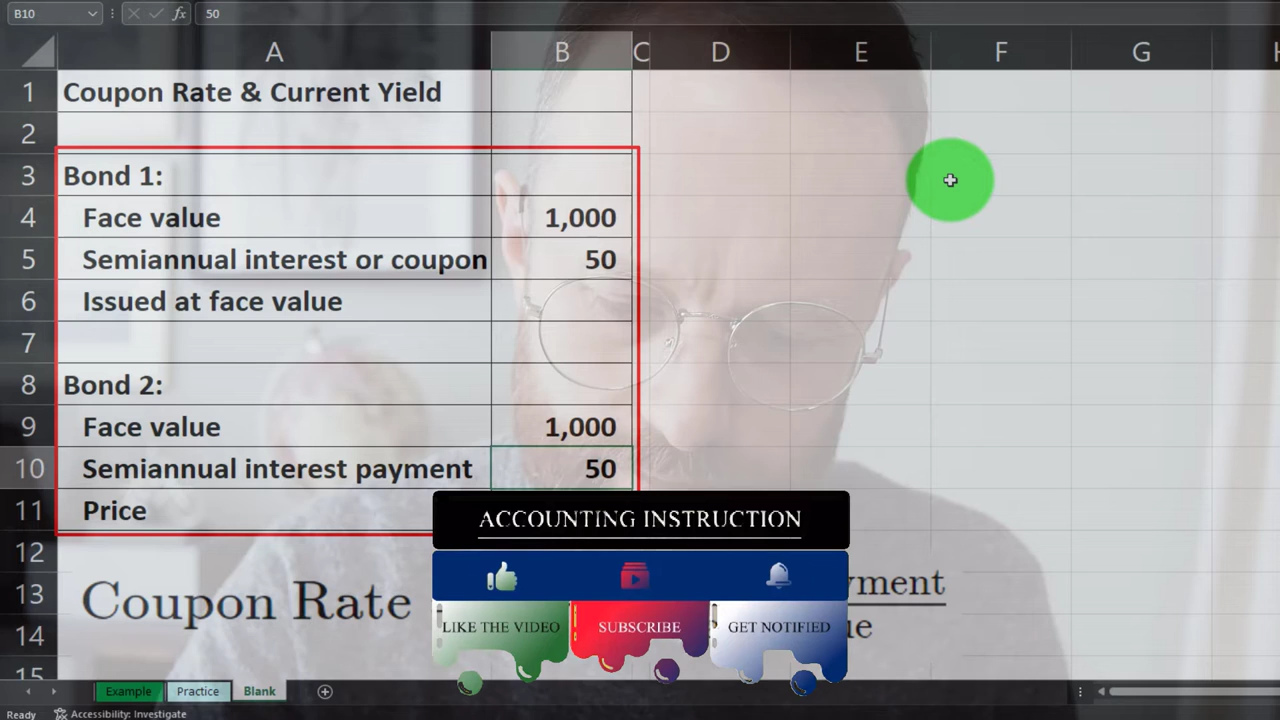 B10 fx 50
A B C D E F G H
1 Coupon Rate & Current Yield
2
3 Bond 1:
4 Face value 1,000
5 Semiannual interest or coupon 50
6 Issued at face value
7
8 Bond 2:
9 Face value 1,000
10 Semiannual interest payment 50
11 Price
ACCOUNTING INSTRUCTION
12
13 Coupon Rate
14
15
LIKE THE VIDEO SUBSCRIBE GET NOTIFIED
Example Practice Blank
Ready Accessibility: Investigate